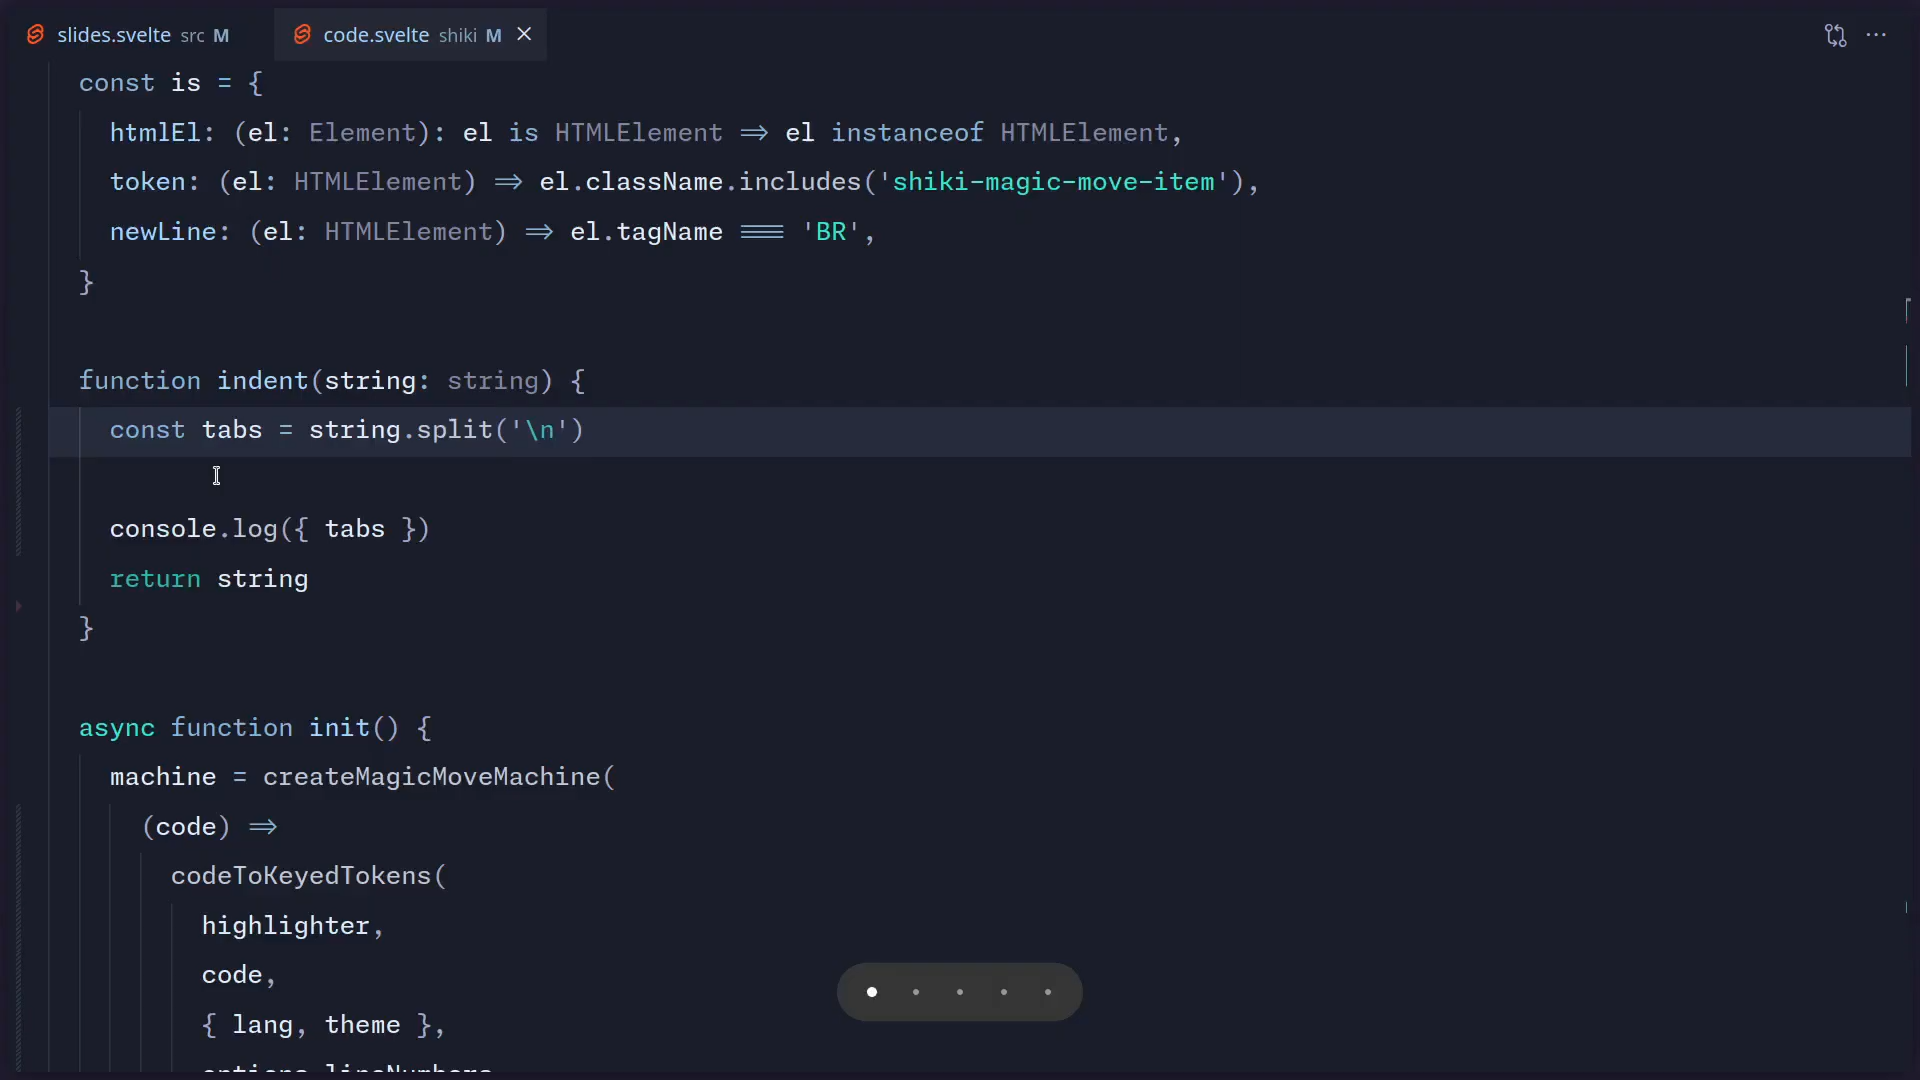 slides.svelte src M code.svelte shiki M
const is = {
htmlEl: (el: Element): el is HTMLElement => el instanceof HTMLElement,
token: (el: HTMLElement) => el.className.includes('shiki-magic-move-item'),
newLine: (el: HTMLElement) => el.tagName === 'BR',
}
function indent(string: string) {
const tabs = string.split('\n')
console.log({ tabs })
return string
}
async function init() {
machine = createMagicMoveMachine(
(code) =>
codeToKeyedTokens(
highlighter,
code,
{ lang, theme },
options.lineNumbers